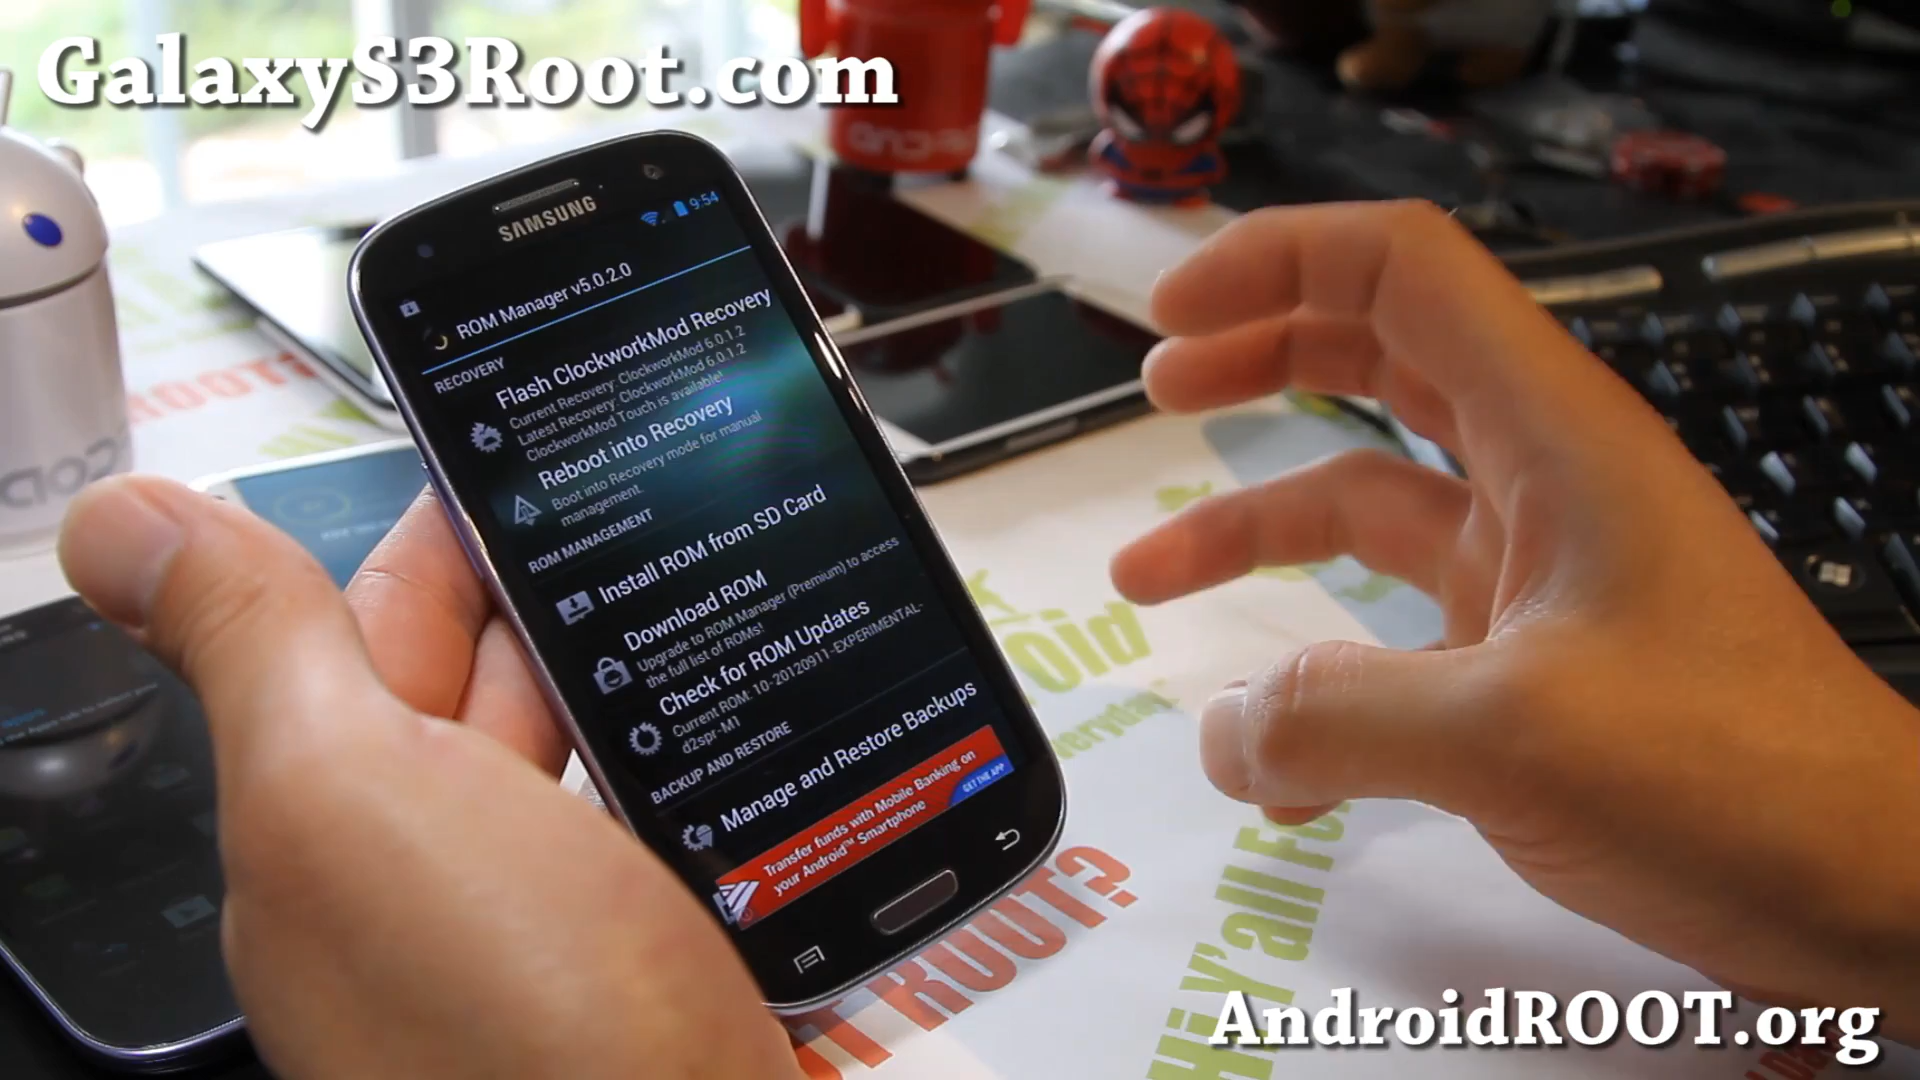 GalaxyS3Root.com
SAMSUNG
9:54
ROM Manager v5.0.2.0
RECOVERY
Flash ClockworkMod Recovery
Current Recovery: ClockworkMod 6.0.1.2
Latest Recovery: ClockworkMod 6.0.1.2
ClockworkMod Touch is available!
Reboot into Recovery
Boot into Recovery mode for manual
management.
ROM MANAGEMENT
Install ROM from SD Card
Download ROM
Upgrade to ROM Manager (Premium) to access
the full list of ROMs!
Check for ROM Updates
Current ROM: 10-20120911-EXPERIMENTAL-
d2spr-M1
BACKUP AND RESTORE
Manage and Restore Backups
Transfer funds with Mobile Banking on
your Android™ Smartphone
GET THE APP
ROOT?
Hi Y'all
AndroidROOT.org